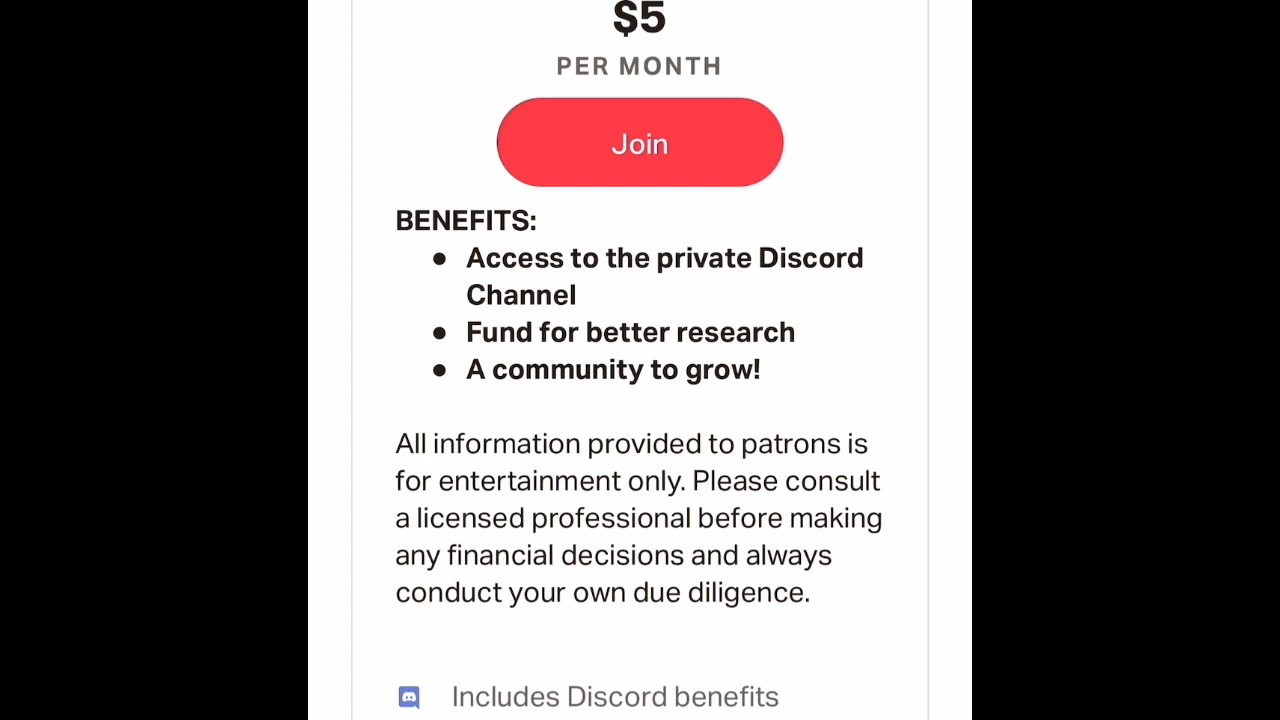 $5
PER MONTH
Join
BENEFITS:
● Access to the private Discord
Channel
● Fund for better research
● A community to grow!
All information provided to patrons is
for entertainment only. Please consult
a licensed professional before making
any financial decisions and always
conduct your own due diligence.
Includes Discord benefits